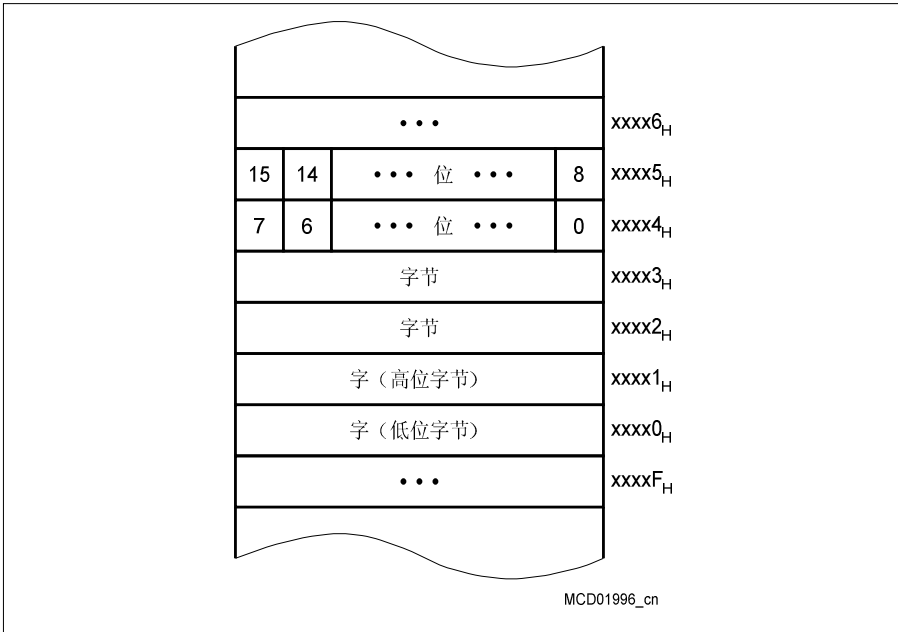 ••• xxxx6H
15 14 ••• 位 ••• 8 xxxx5H
7 6 ••• 位 ••• 0 xxxx4H
字节 xxxx3H
字节 xxxx2H
字（高位字节） xxxx1H
字（低位字节） xxxx0H
••• xxxxFH
MCD01996_cn